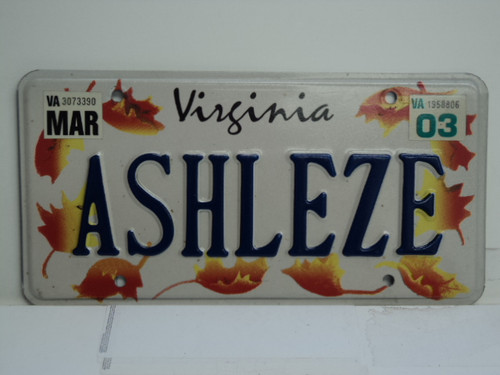 VA 3073390
MAR
Virginia
VA 1558806
03
ASHLEZE